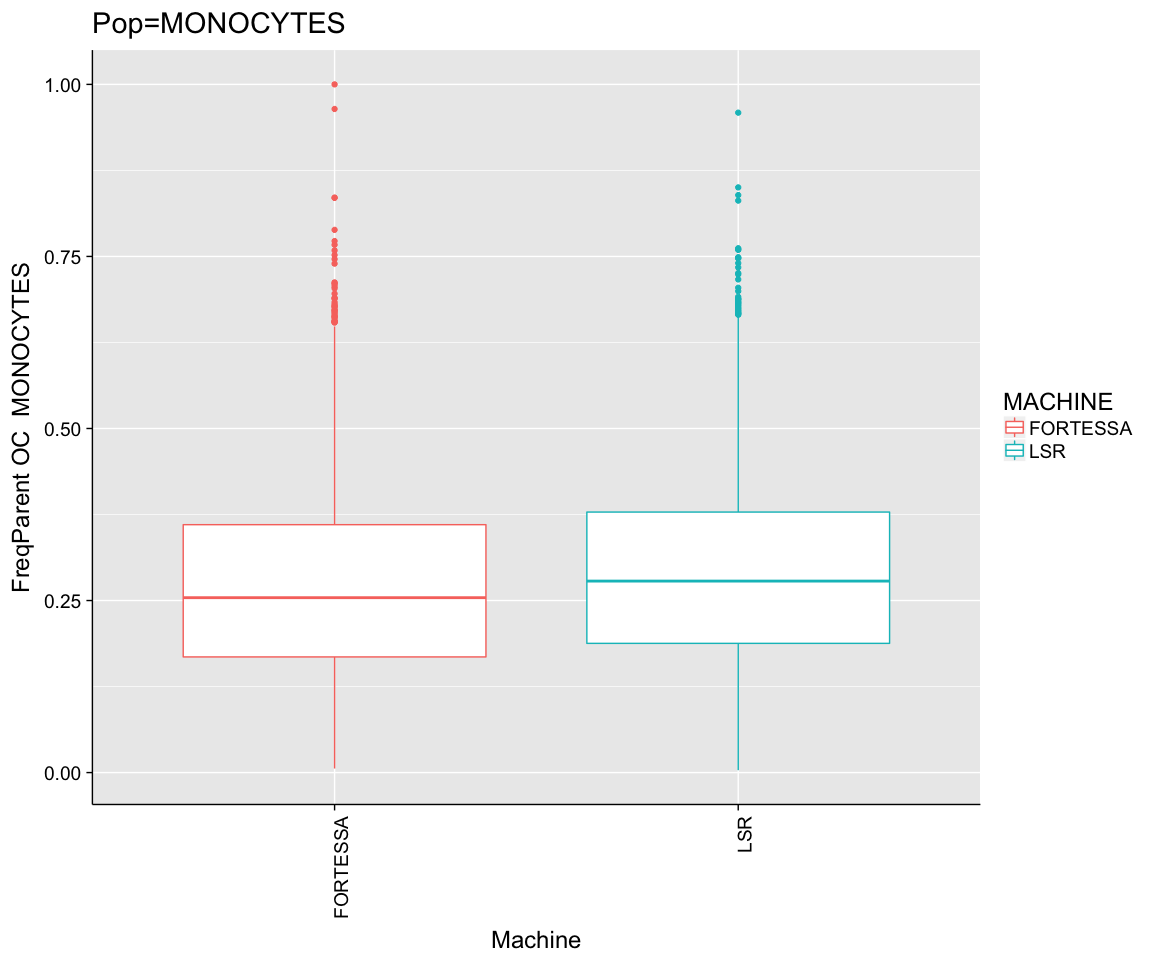 Pop=MONOCYTES
FreqParent OC  MONOCYTES
1.00
0.75
0.50
0.25
0.00
FORTESSA
LSR
Machine
MACHINE
FORTESSA
LSR